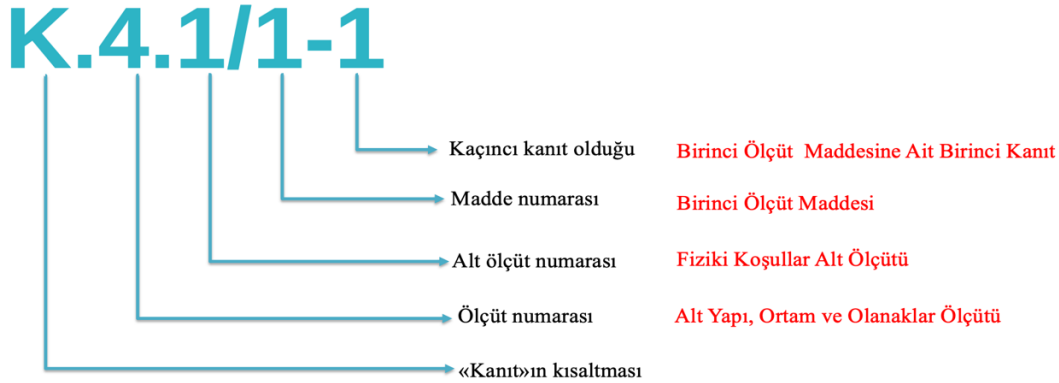 K.4.1/1-1
Kaçıncı kanıt olduğu Birinci Ölçüt Maddesine Ait Birinci Kanıt
Madde numarası Birinci Ölçüt Maddesi
Alt ölçüt numarası Fiziki Koşullar Alt Ölçütü
Ölçüt numarası Alt Yapı, Ortam ve Olanaklar Ölçütü
«Kanıt»ın kısaltması